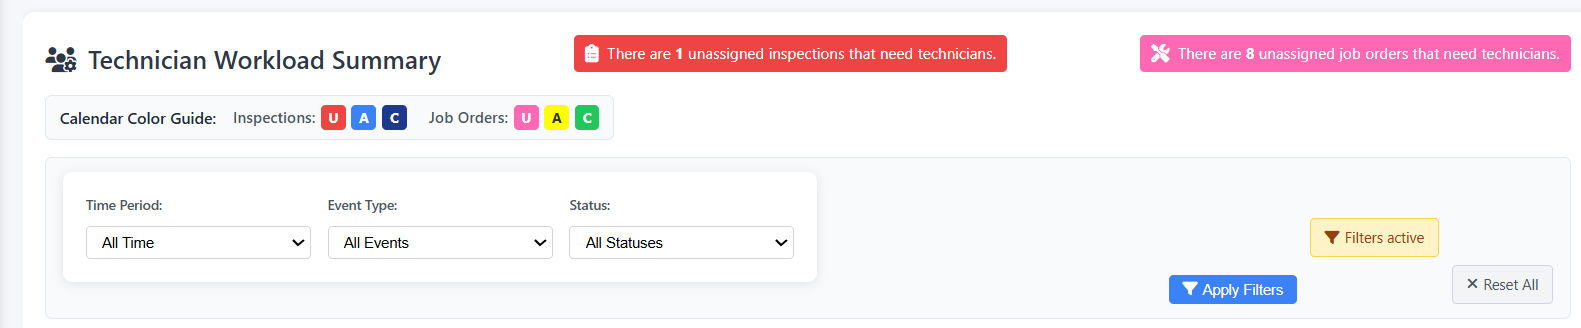 Technician Workload Summary
There are 1 unassigned inspections that need technicians.
There are 8 unassigned job orders that need technicians.
Calendar Color Guide: Inspections: U A C Job Orders: U A C
Time Period: Event Type: Status:
All Time All Events All Statuses
Filters active
Apply Filters
Reset All